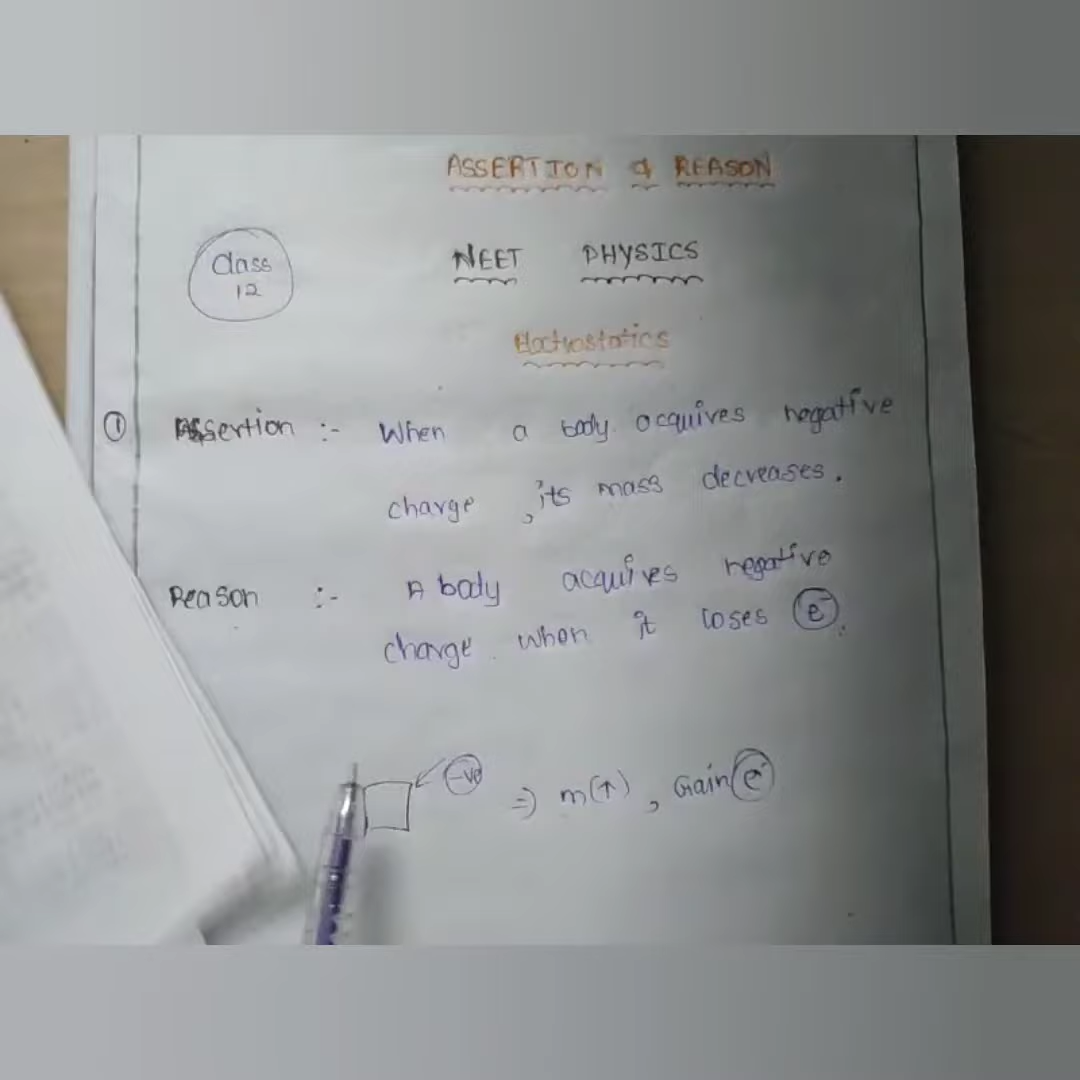 ASSERTION & REASON
Class
12
NEET PHYSICS
Electrostatics
① Assertion :- When a body acquires negative
charge, its mass decreases.
Reason :- A body acquires negative
charge when it loses e⁻.
-ve ⇒ m(↑), Gain e⁻